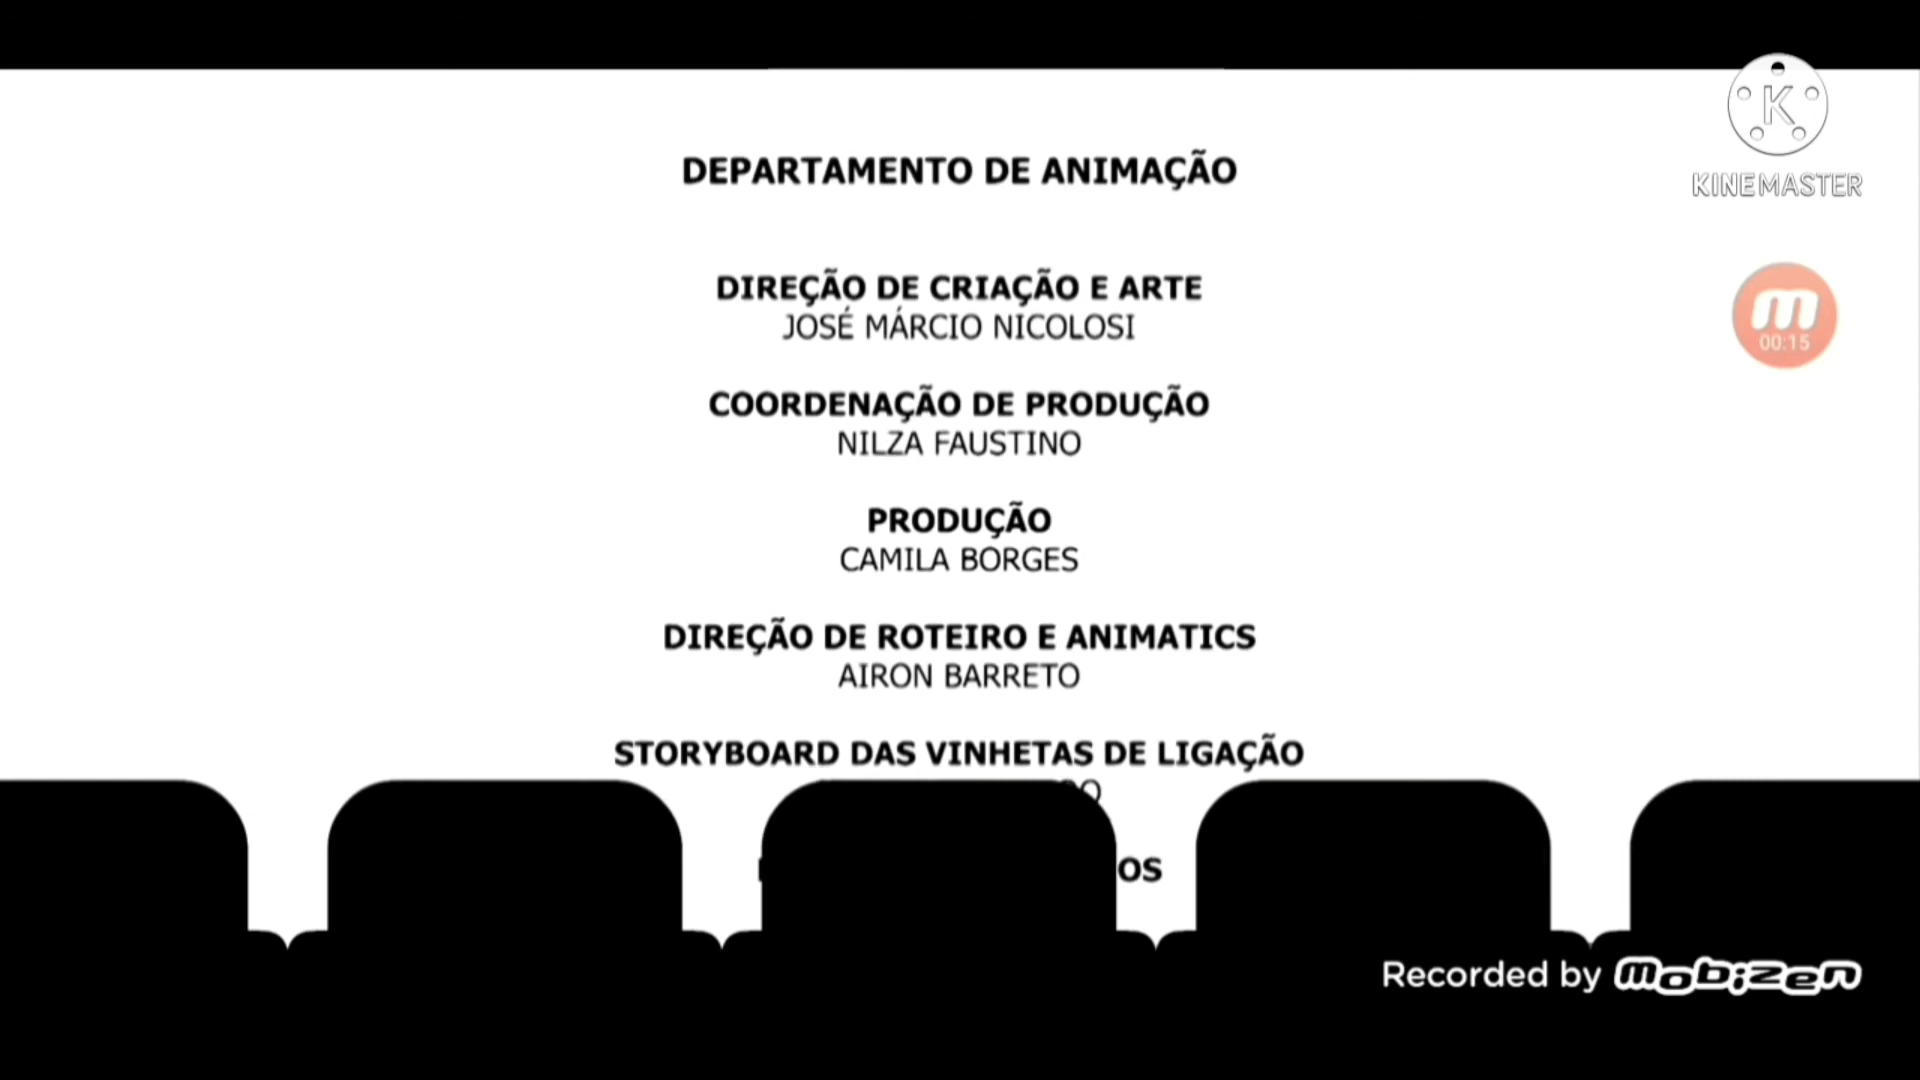 DEPARTAMENTO DE ANIMAÇÃO
DIREÇÃO DE CRIAÇÃO E ARTE
JOSÉ MÁRCIO NICOLOSI
COORDENAÇÃO DE PRODUÇÃO
NILZA FAUSTINO
PRODUÇÃO
CAMILA BORGES
DIREÇÃO DE ROTEIRO E ANIMATICS
AIRON BARRETO
STORYBOARD DAS VINHETAS DE LIGAÇÃO
K
KINEMASTER
m
00:15
Recorded by mobizen